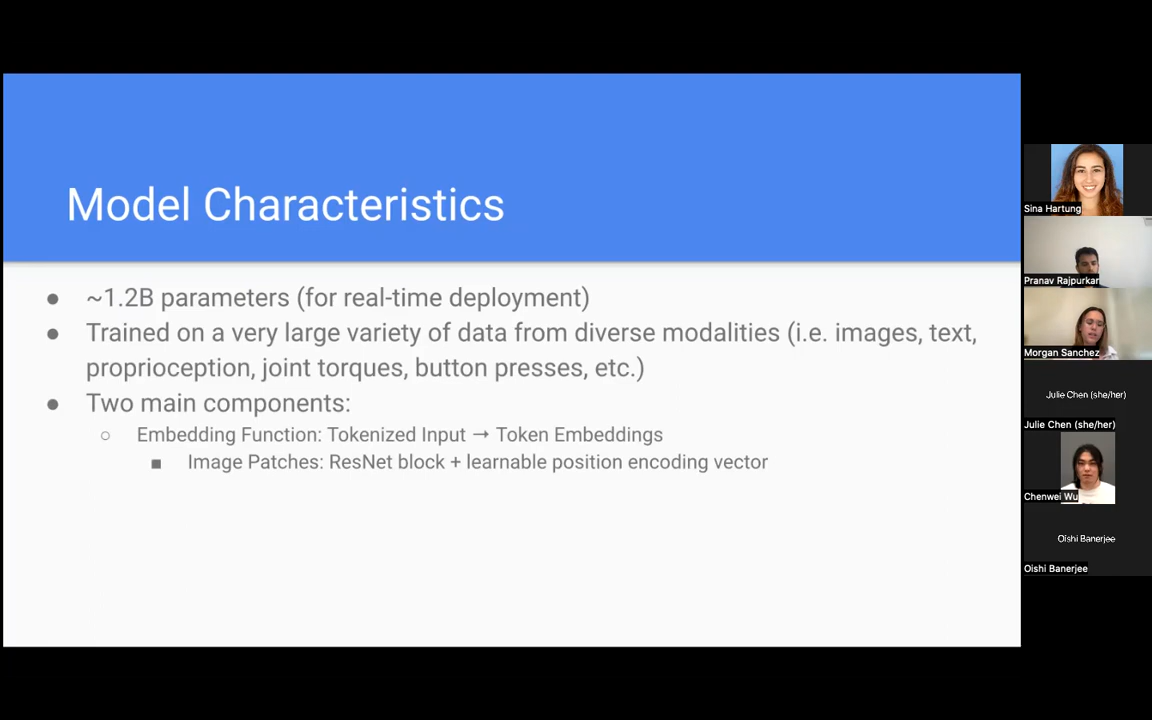 Model Characteristics
● ~1.2B parameters (for real-time deployment)
● Trained on a very large variety of data from diverse modalities (i.e. images, text,
proprioception, joint torques, button presses, etc.)
● Two main components:
○ Embedding Function: Tokenized Input → Token Embeddings
■ Image Patches: ResNet block + learnable position encoding vector
Sina Hartung
Pranav Rajpurkar
Morgan Sanchez
Julie Chen (she/her)
Julie Chen (she/her)
Chenwei Wu
Oishi Banerjee
Oishi Banerjee